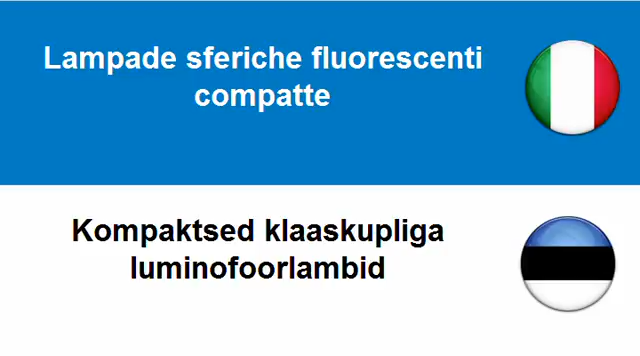 Lampade sferiche fluorescenti
compatte
Kompaktsed klaaskupliga
luminofoorlambid